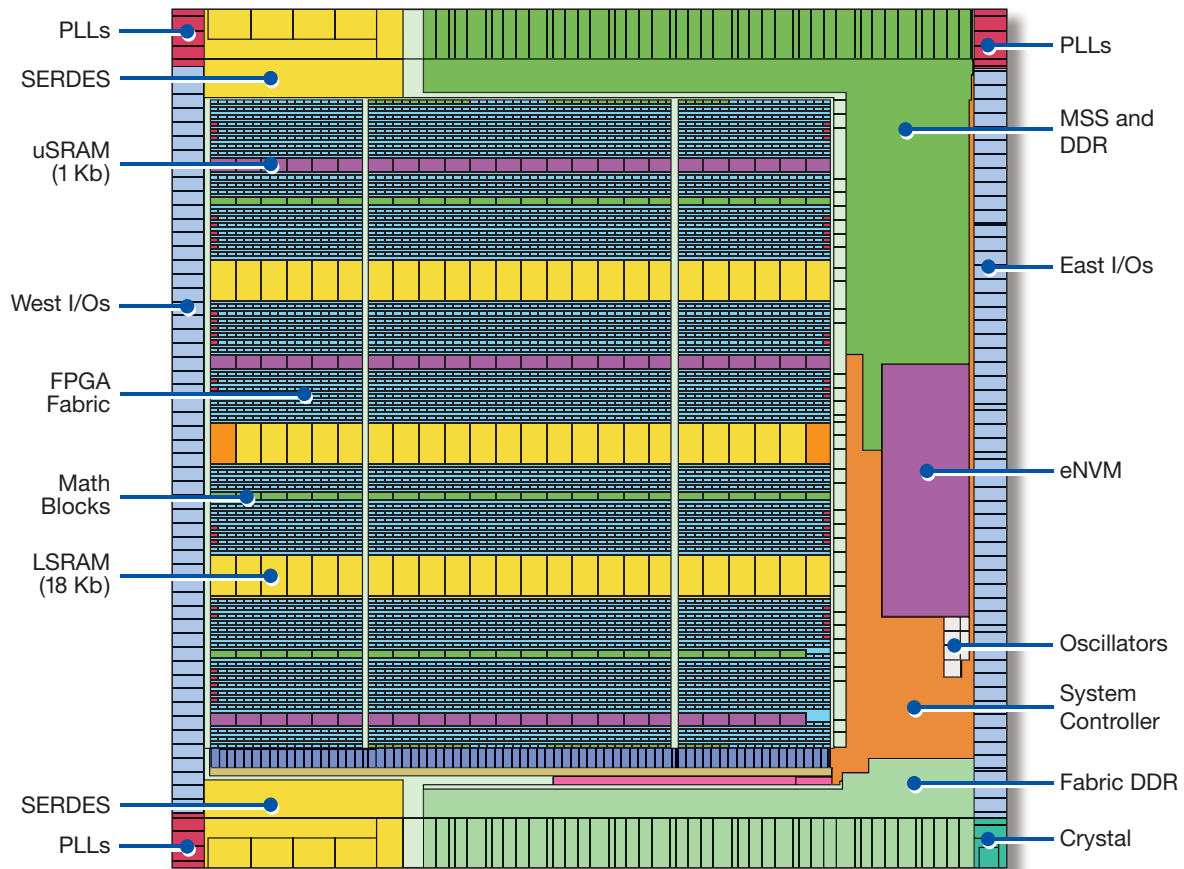 PLLs
SERDES
uSRAM
(1 Kb)
West I/Os
FPGA
Fabric
Math
Blocks
LSRAM
(18 Kb)
SERDES
PLLs
PLLs
MSS and
DDR
East I/Os
eNVM
Oscillators
System
Controller
Fabric DDR
Crystal